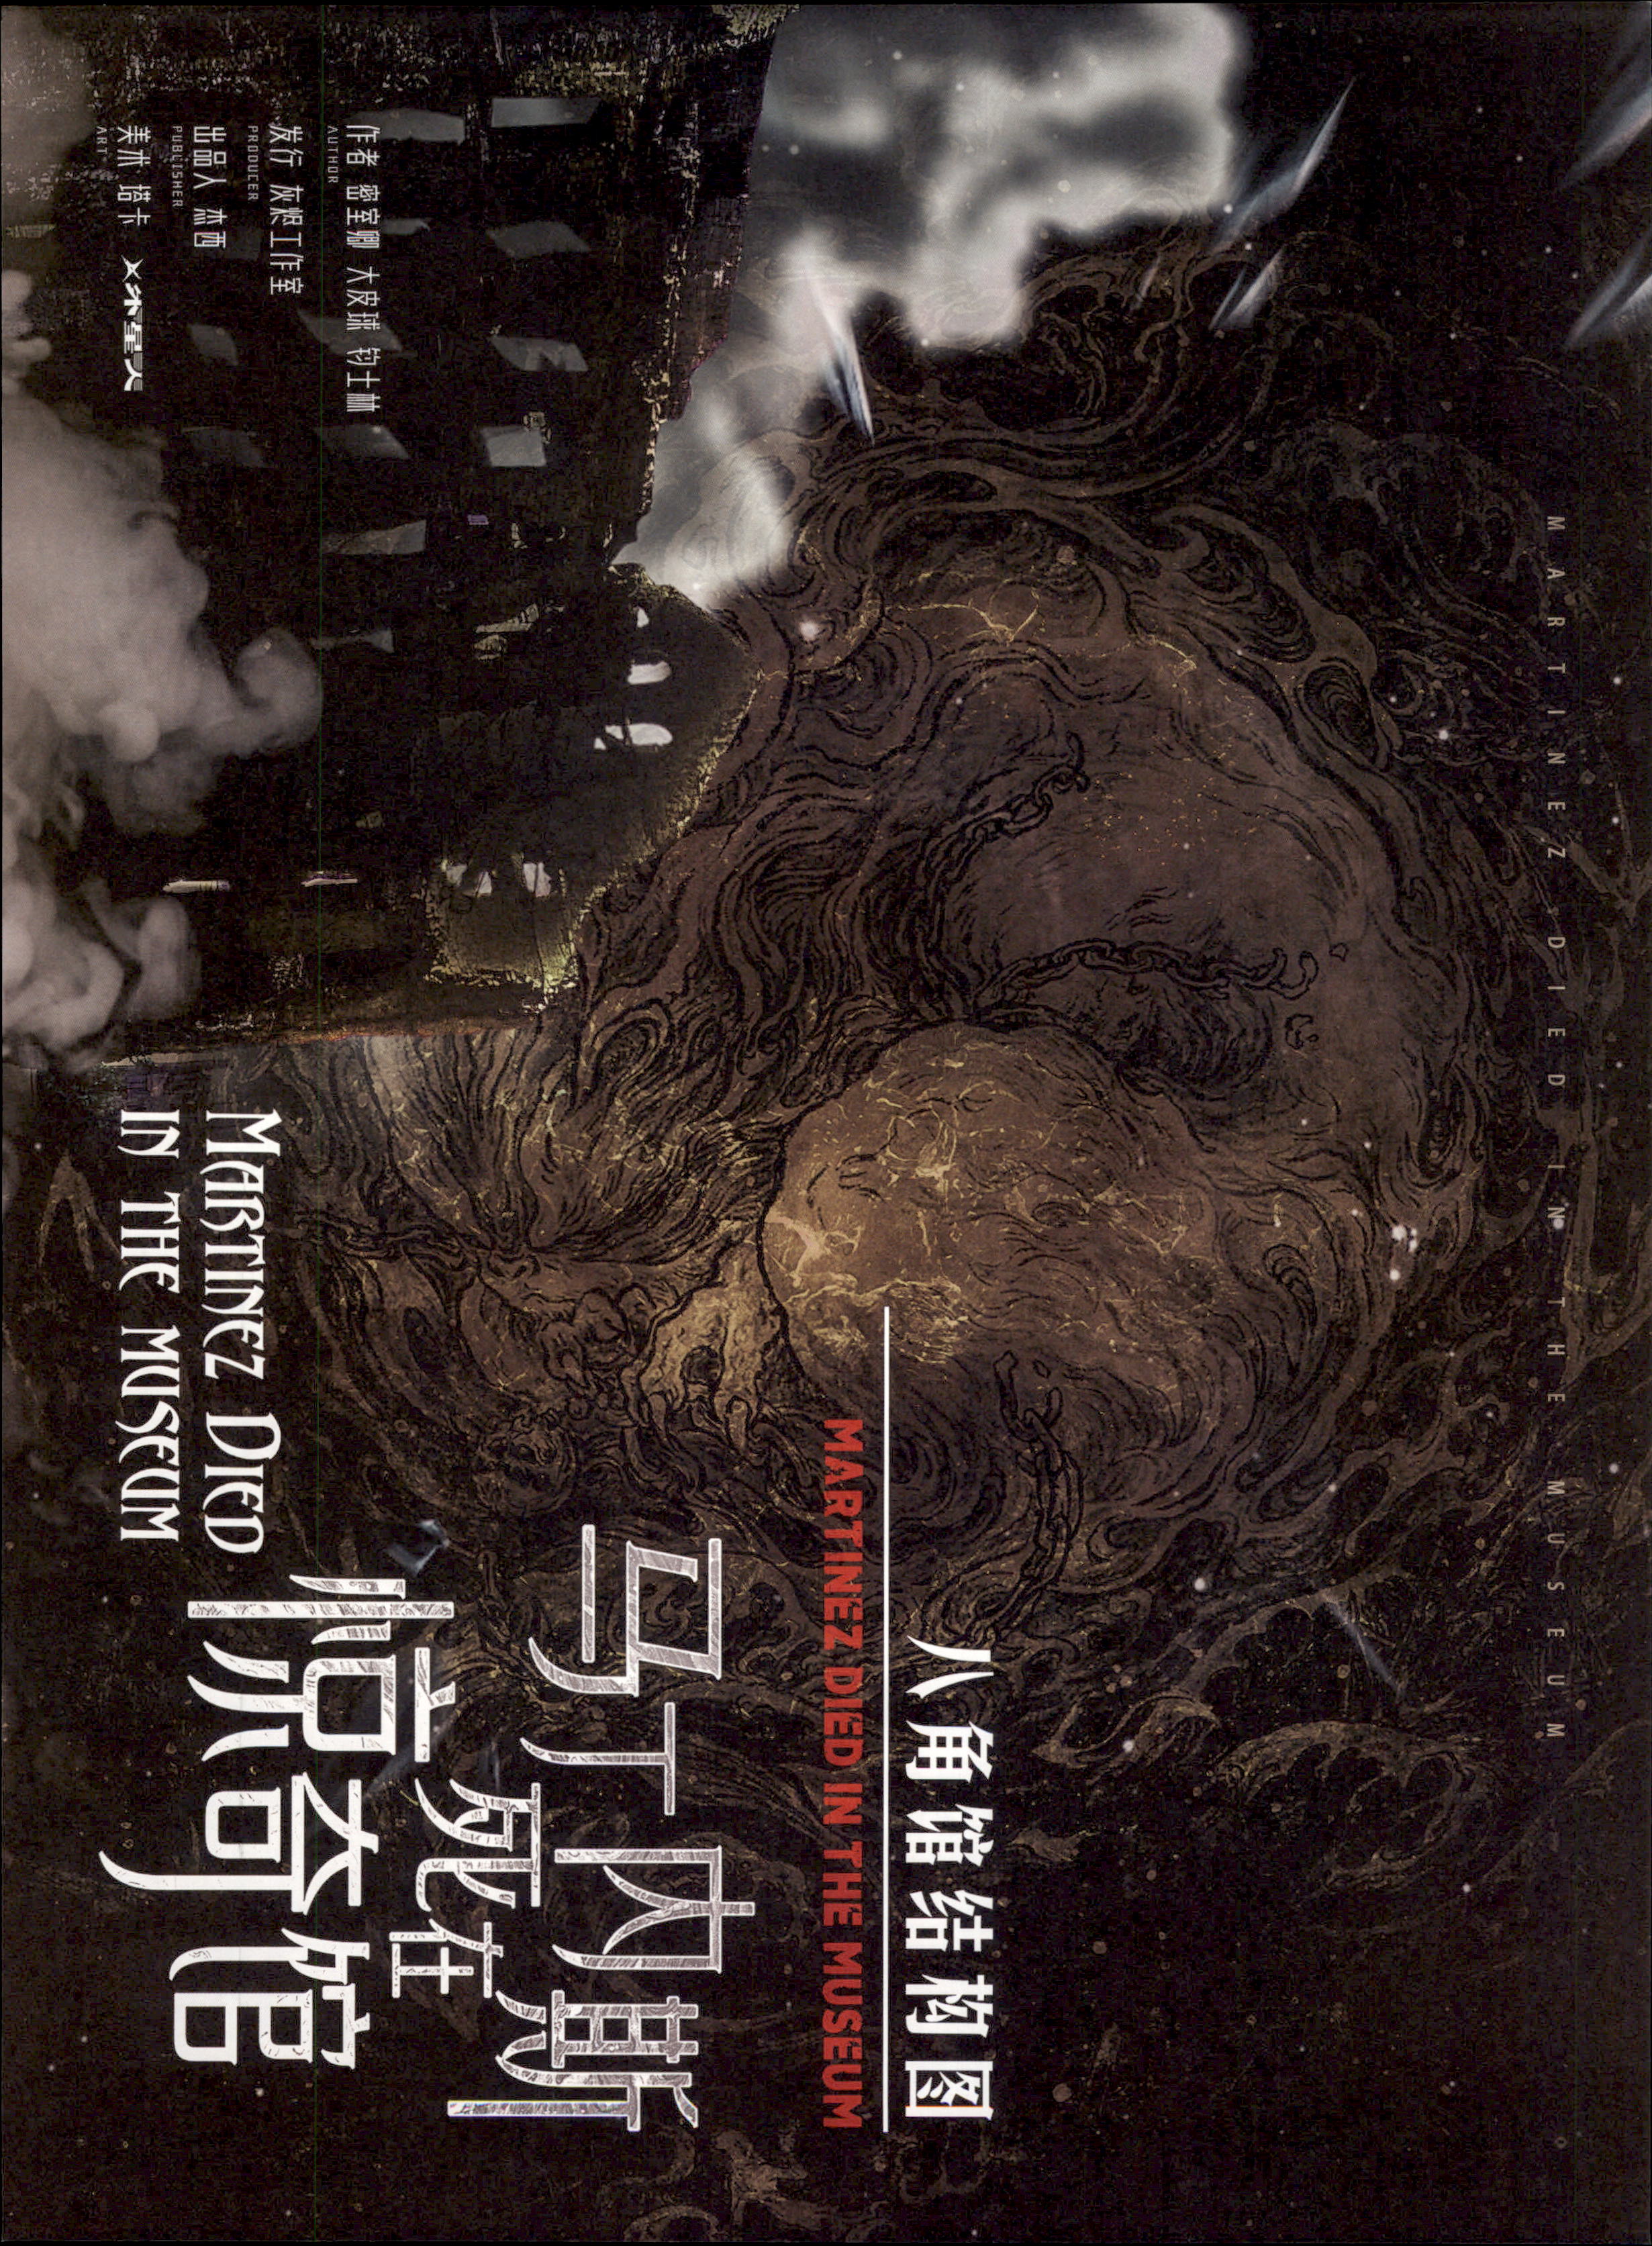 MARTINEZ DIED IN THE MUSEUM
八角馆结构图
MARTINEZ DIED IN THE MUSEUM
马丁内斯
死在
惊奇馆
MARTINEZ DIED
IN THE MUSEUM
作者 密室卿 大皮球 钧士林
AUTHOR
发行 灰烬工作室
PRODUCER
出品人 杰西
PUBLISHER
美术 塔卡 外星人
ART